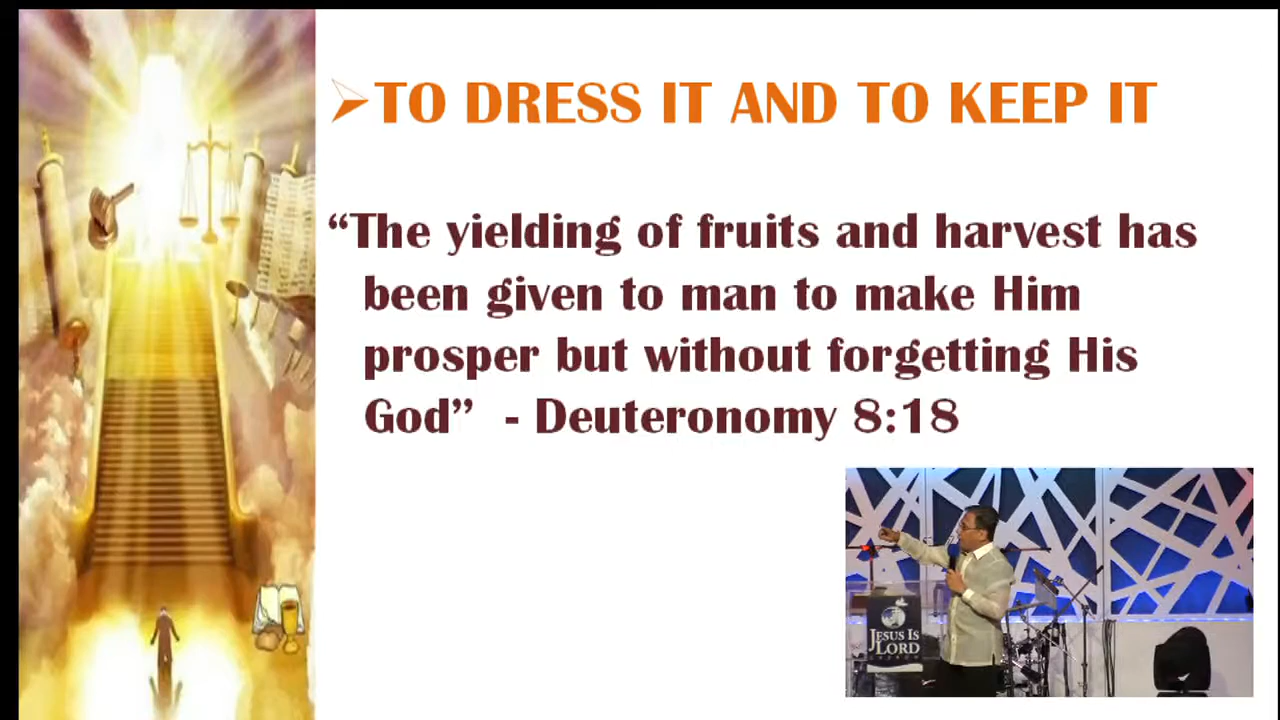 TO DRESS IT AND TO KEEP IT
“The yielding of fruits and harvest has
been given to man to make Him
prosper but without forgetting His
God” - Deuteronomy 8:18
JESUS IS
LORD
CHURCH